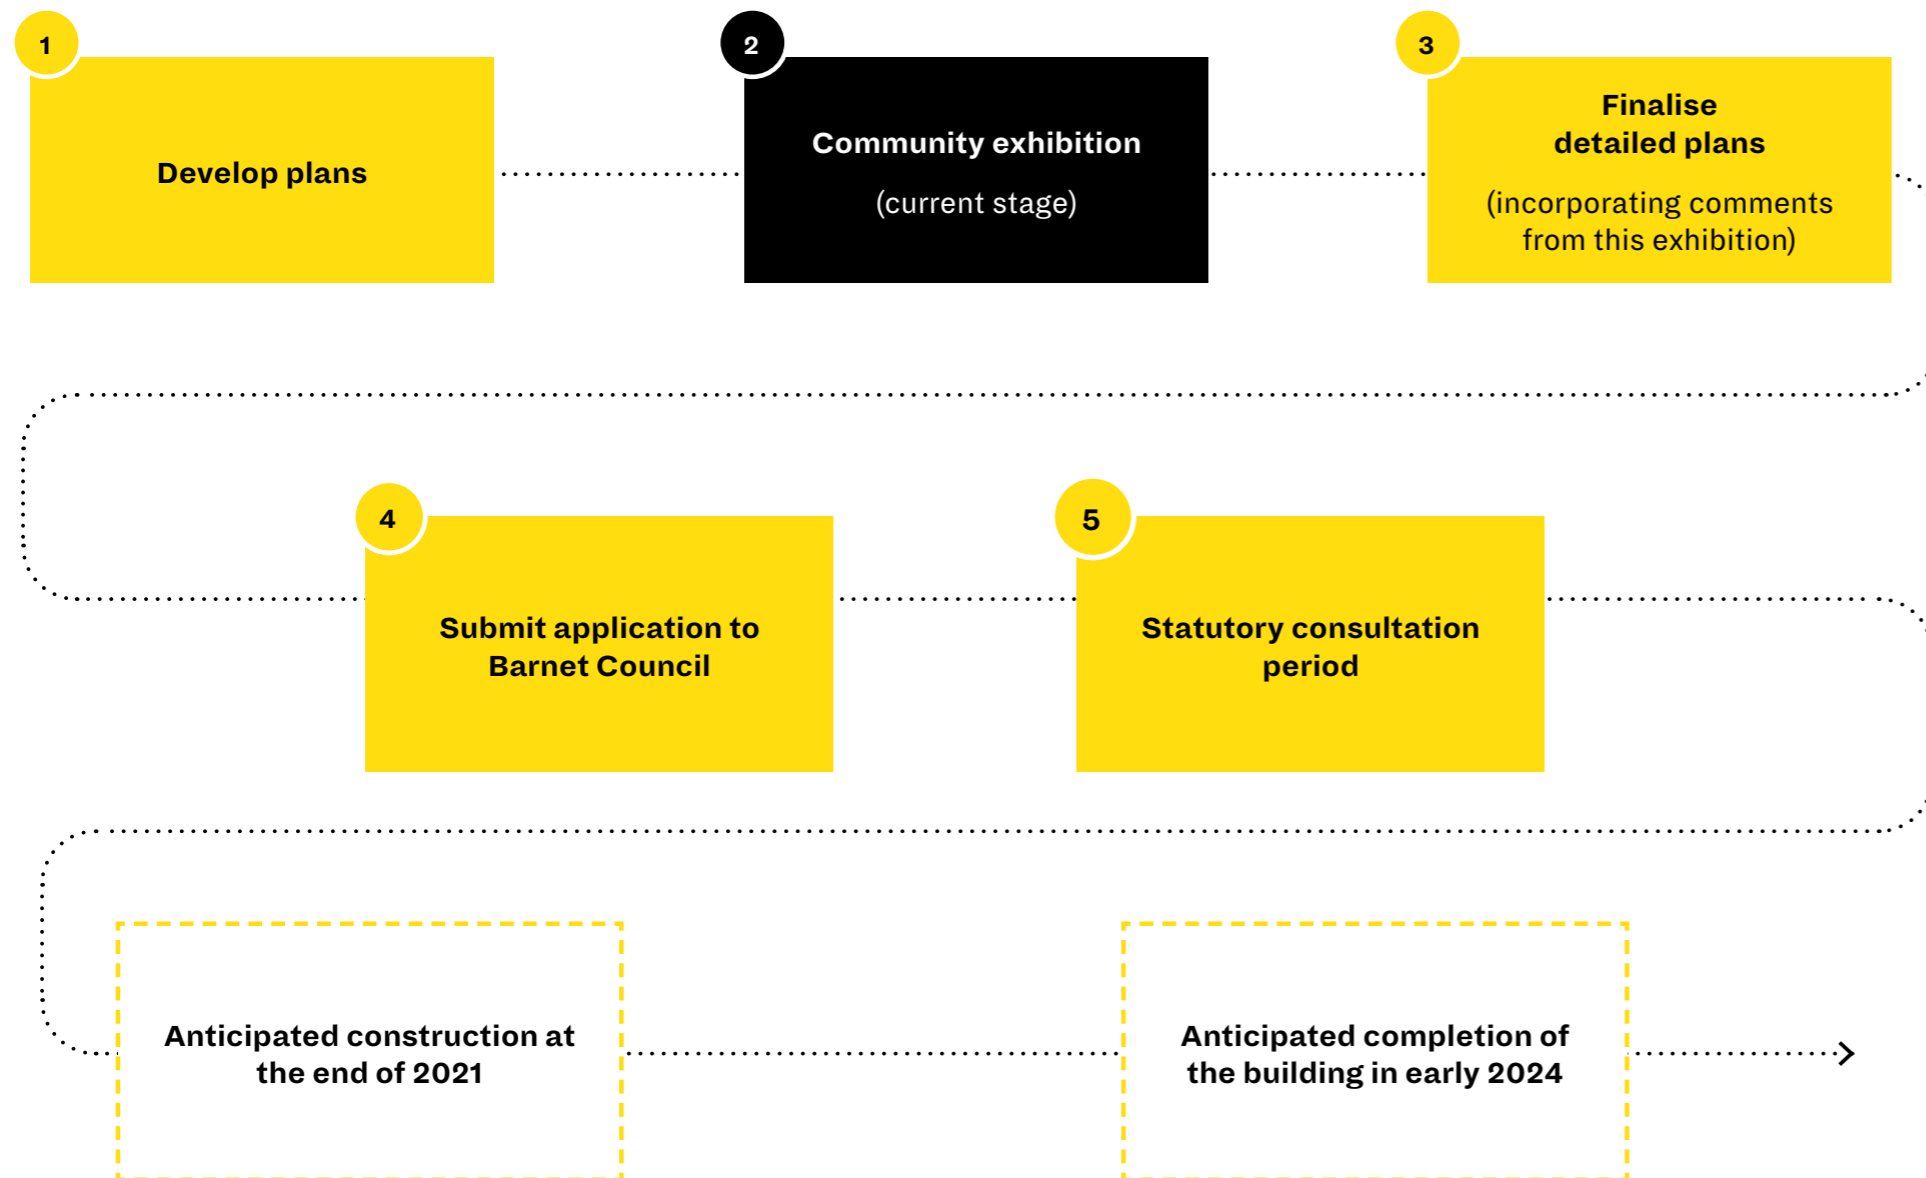 1
Develop plans
2
Community exhibition
(current stage)
3
Finalise
detailed plans
(incorporating comments
from this exhibition)
4
Submit application to
Barnet Council
5
Statutory consultation
period
Anticipated construction at
the end of 2021
Anticipated completion of
the building in early 2024